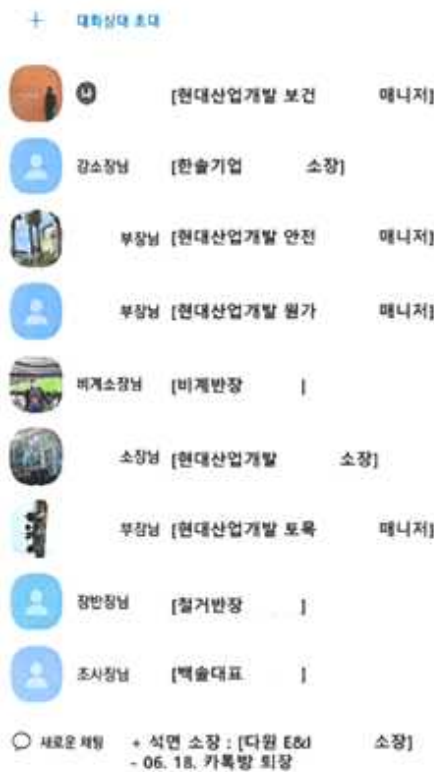 + 대화상대 초대
나 [현대산업개발 보건 매니저]
강소장님 [한솔기업 소장]
부장님 [현대산업개발 안전 매니저]
부장님 [현대산업개발 원가 매니저]
비계소장님 [비계반장 ]
소장님 [현대산업개발 소장]
부장님 [현대산업개발 토목 매니저]
장반장님 [철거반장 ]
조사장님 [백솔대표 ]
새로운 채팅 + 석면 소장 : [다원 E&d 소장]
- 06. 18. 카톡방 퇴장